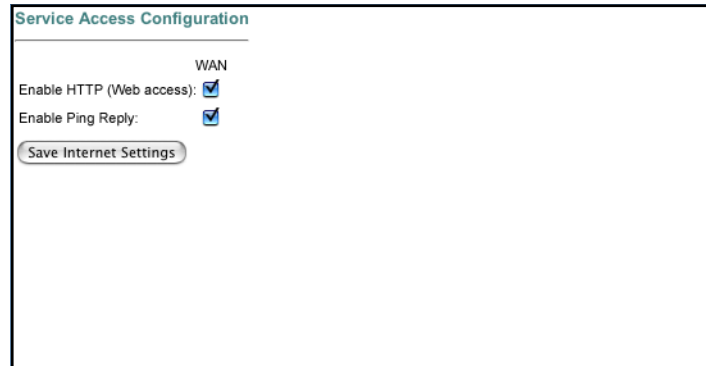 Service Access Configuration
WAN
Enable HTTP (Web access):
Enable Ping Reply:
Save Internet Settings